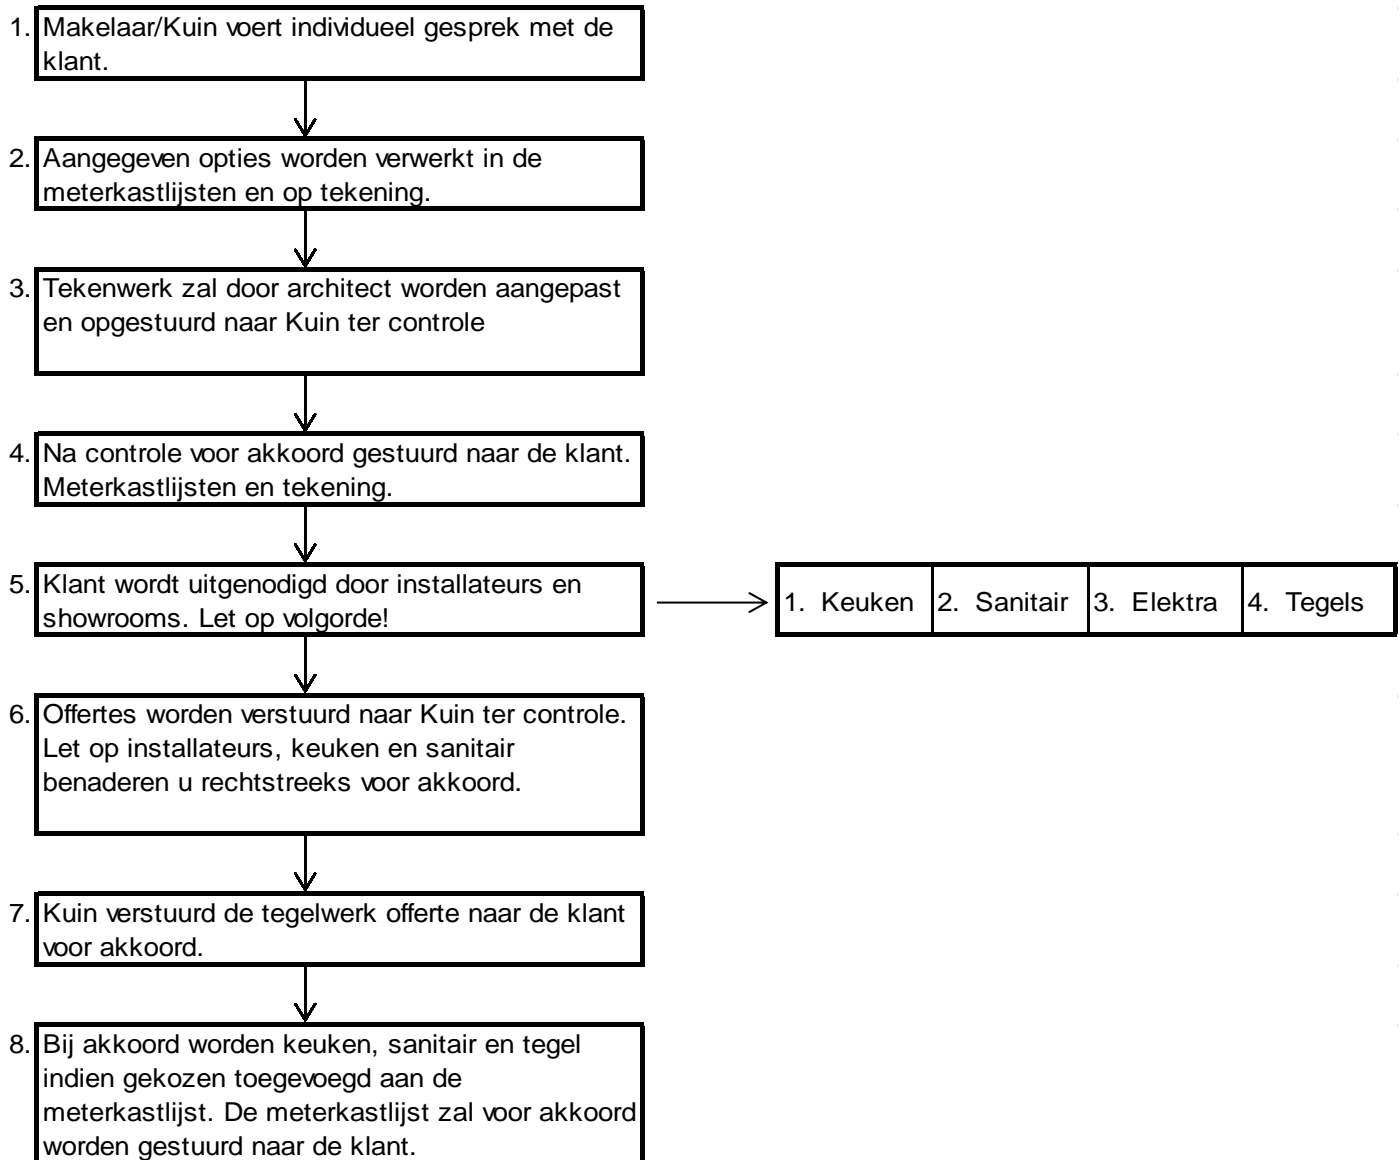 1. Makelaar/Kuin voert individueel gesprek met de
klant.
2. Aangegeven opties worden verwerkt in de
meterkastlijsten en op tekening.
3. Tekenwerk zal door architect worden aangepast
en opgestuurd naar Kuin ter controle
4. Na controle voor akkoord gestuurd naar de klant.
Meterkastlijsten en tekening.
5. Klant wordt uitgenodigd door installateurs en
showrooms. Let op volgorde!
1. Keuken 2. Sanitair 3. Elektra 4. Tegels
6. Offertes worden verstuurd naar Kuin ter controle.
Let op installateurs, keuken en sanitair
benaderen u rechtstreeks voor akkoord.
7. Kuin verstuurd de tegelwerk offerte naar de klant
voor akkoord.
8. Bij akkoord worden keuken, sanitair en tegel
indien gekozen toegevoegd aan de
meterkastlijst. De meterkastlijst zal voor akkoord
worden gestuurd naar de klant.